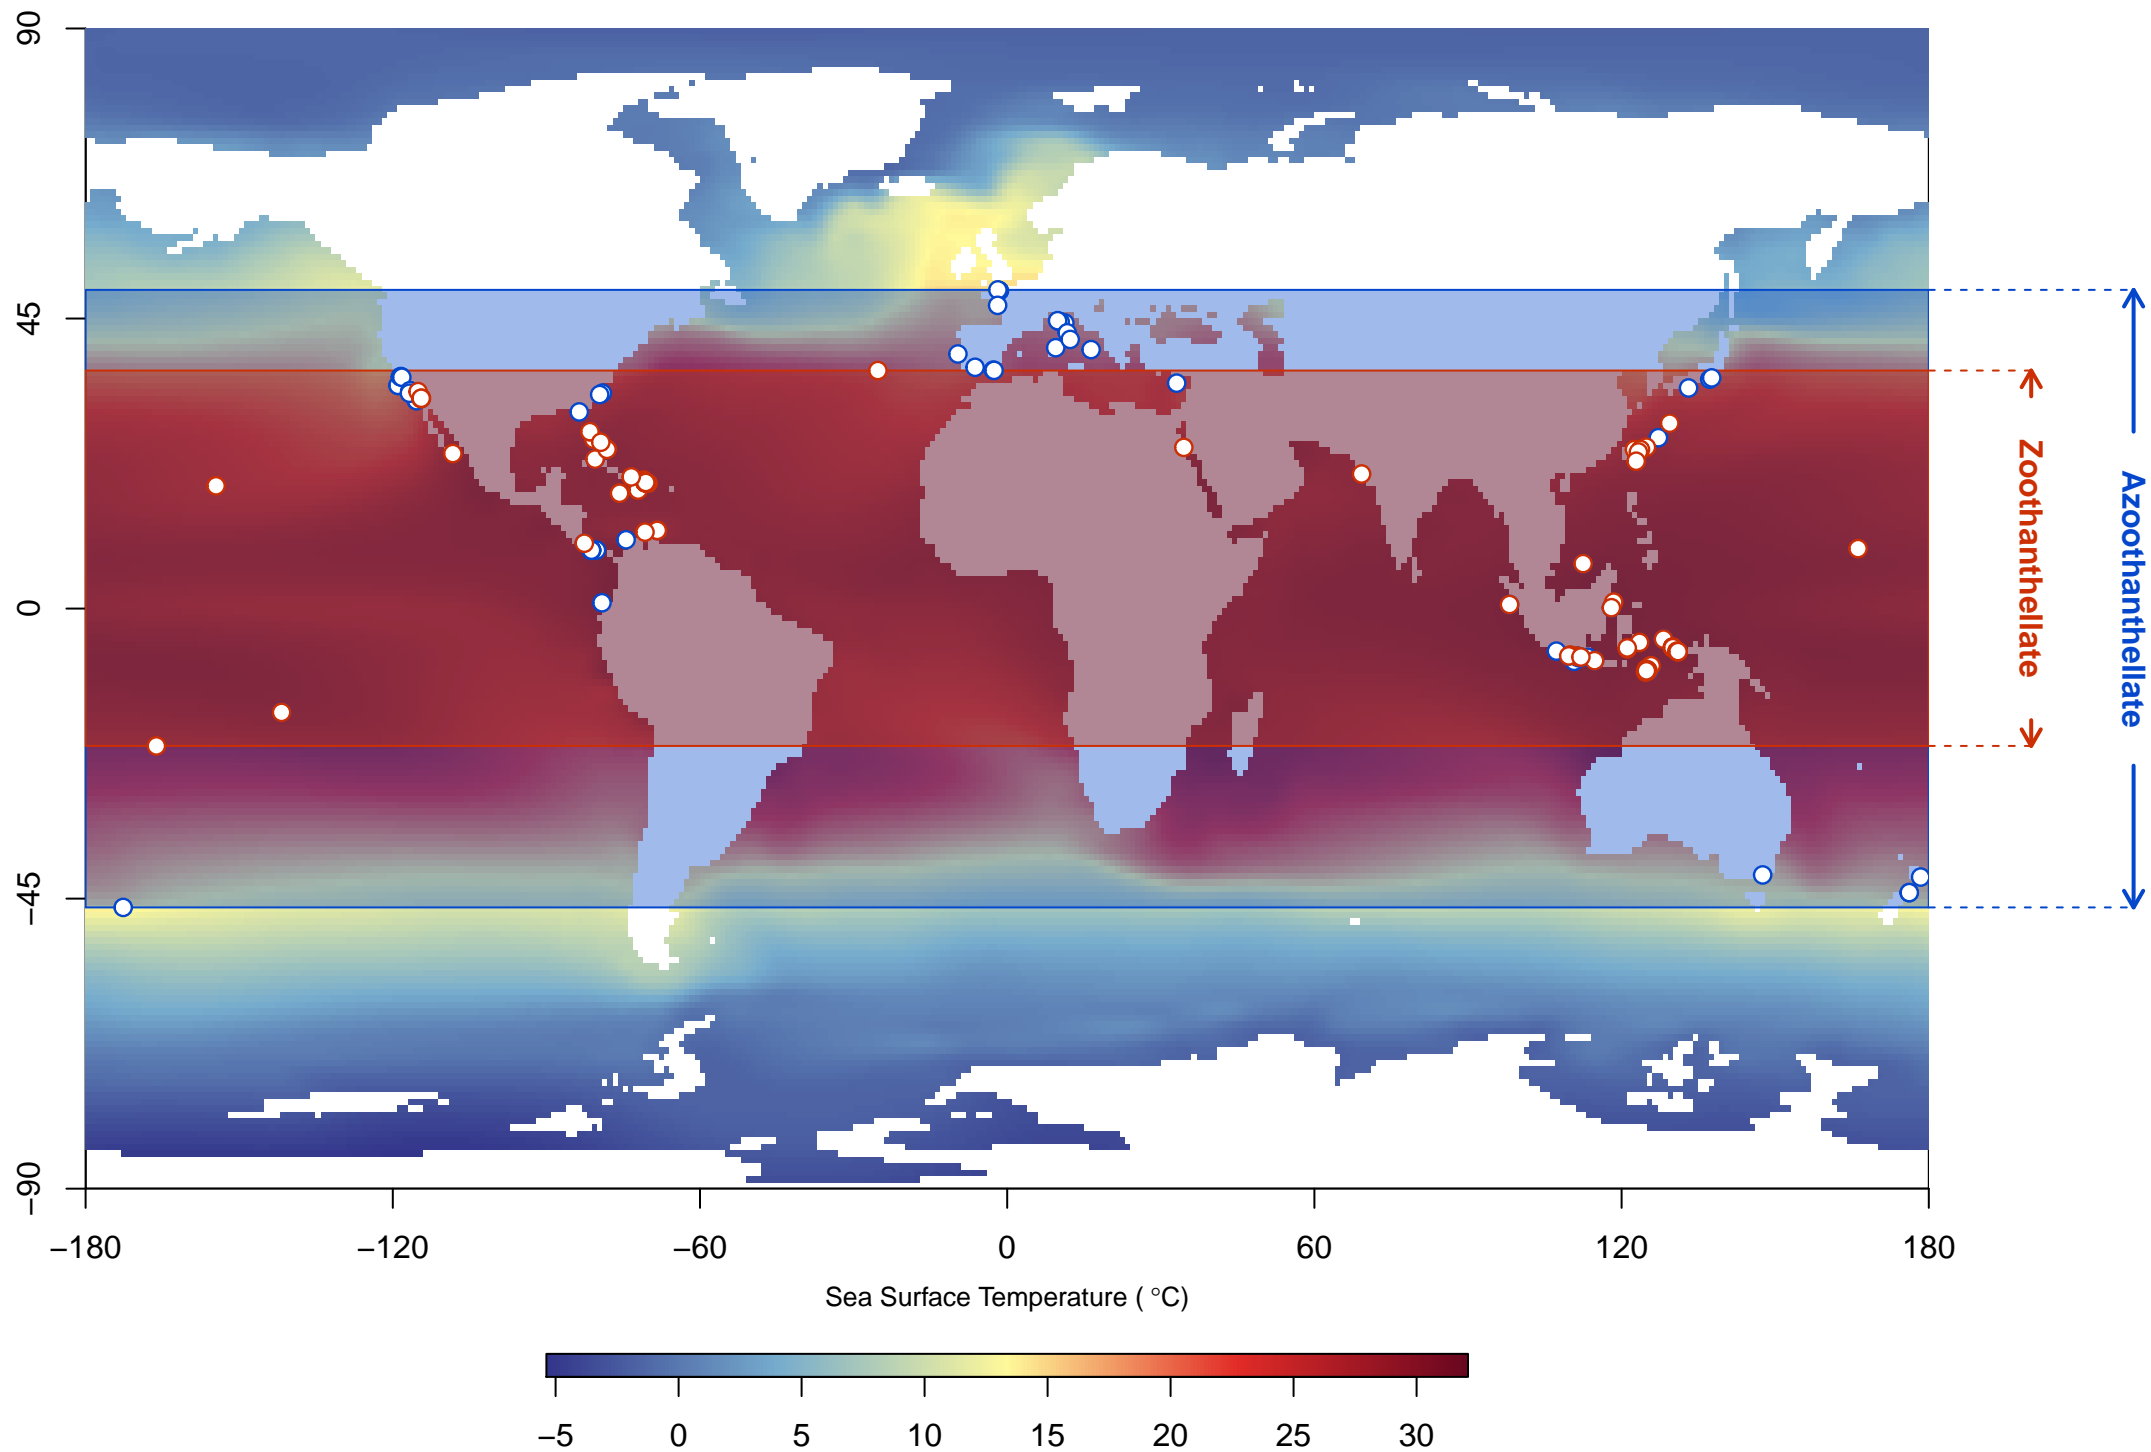 90
45
0
−45
−90
−180 −120 −60 0 60 120 180
Zoothanthellate
Azoothanthellate
Sea Surface Temperature ( °C)
−5 0 5 10 15 20 25 30